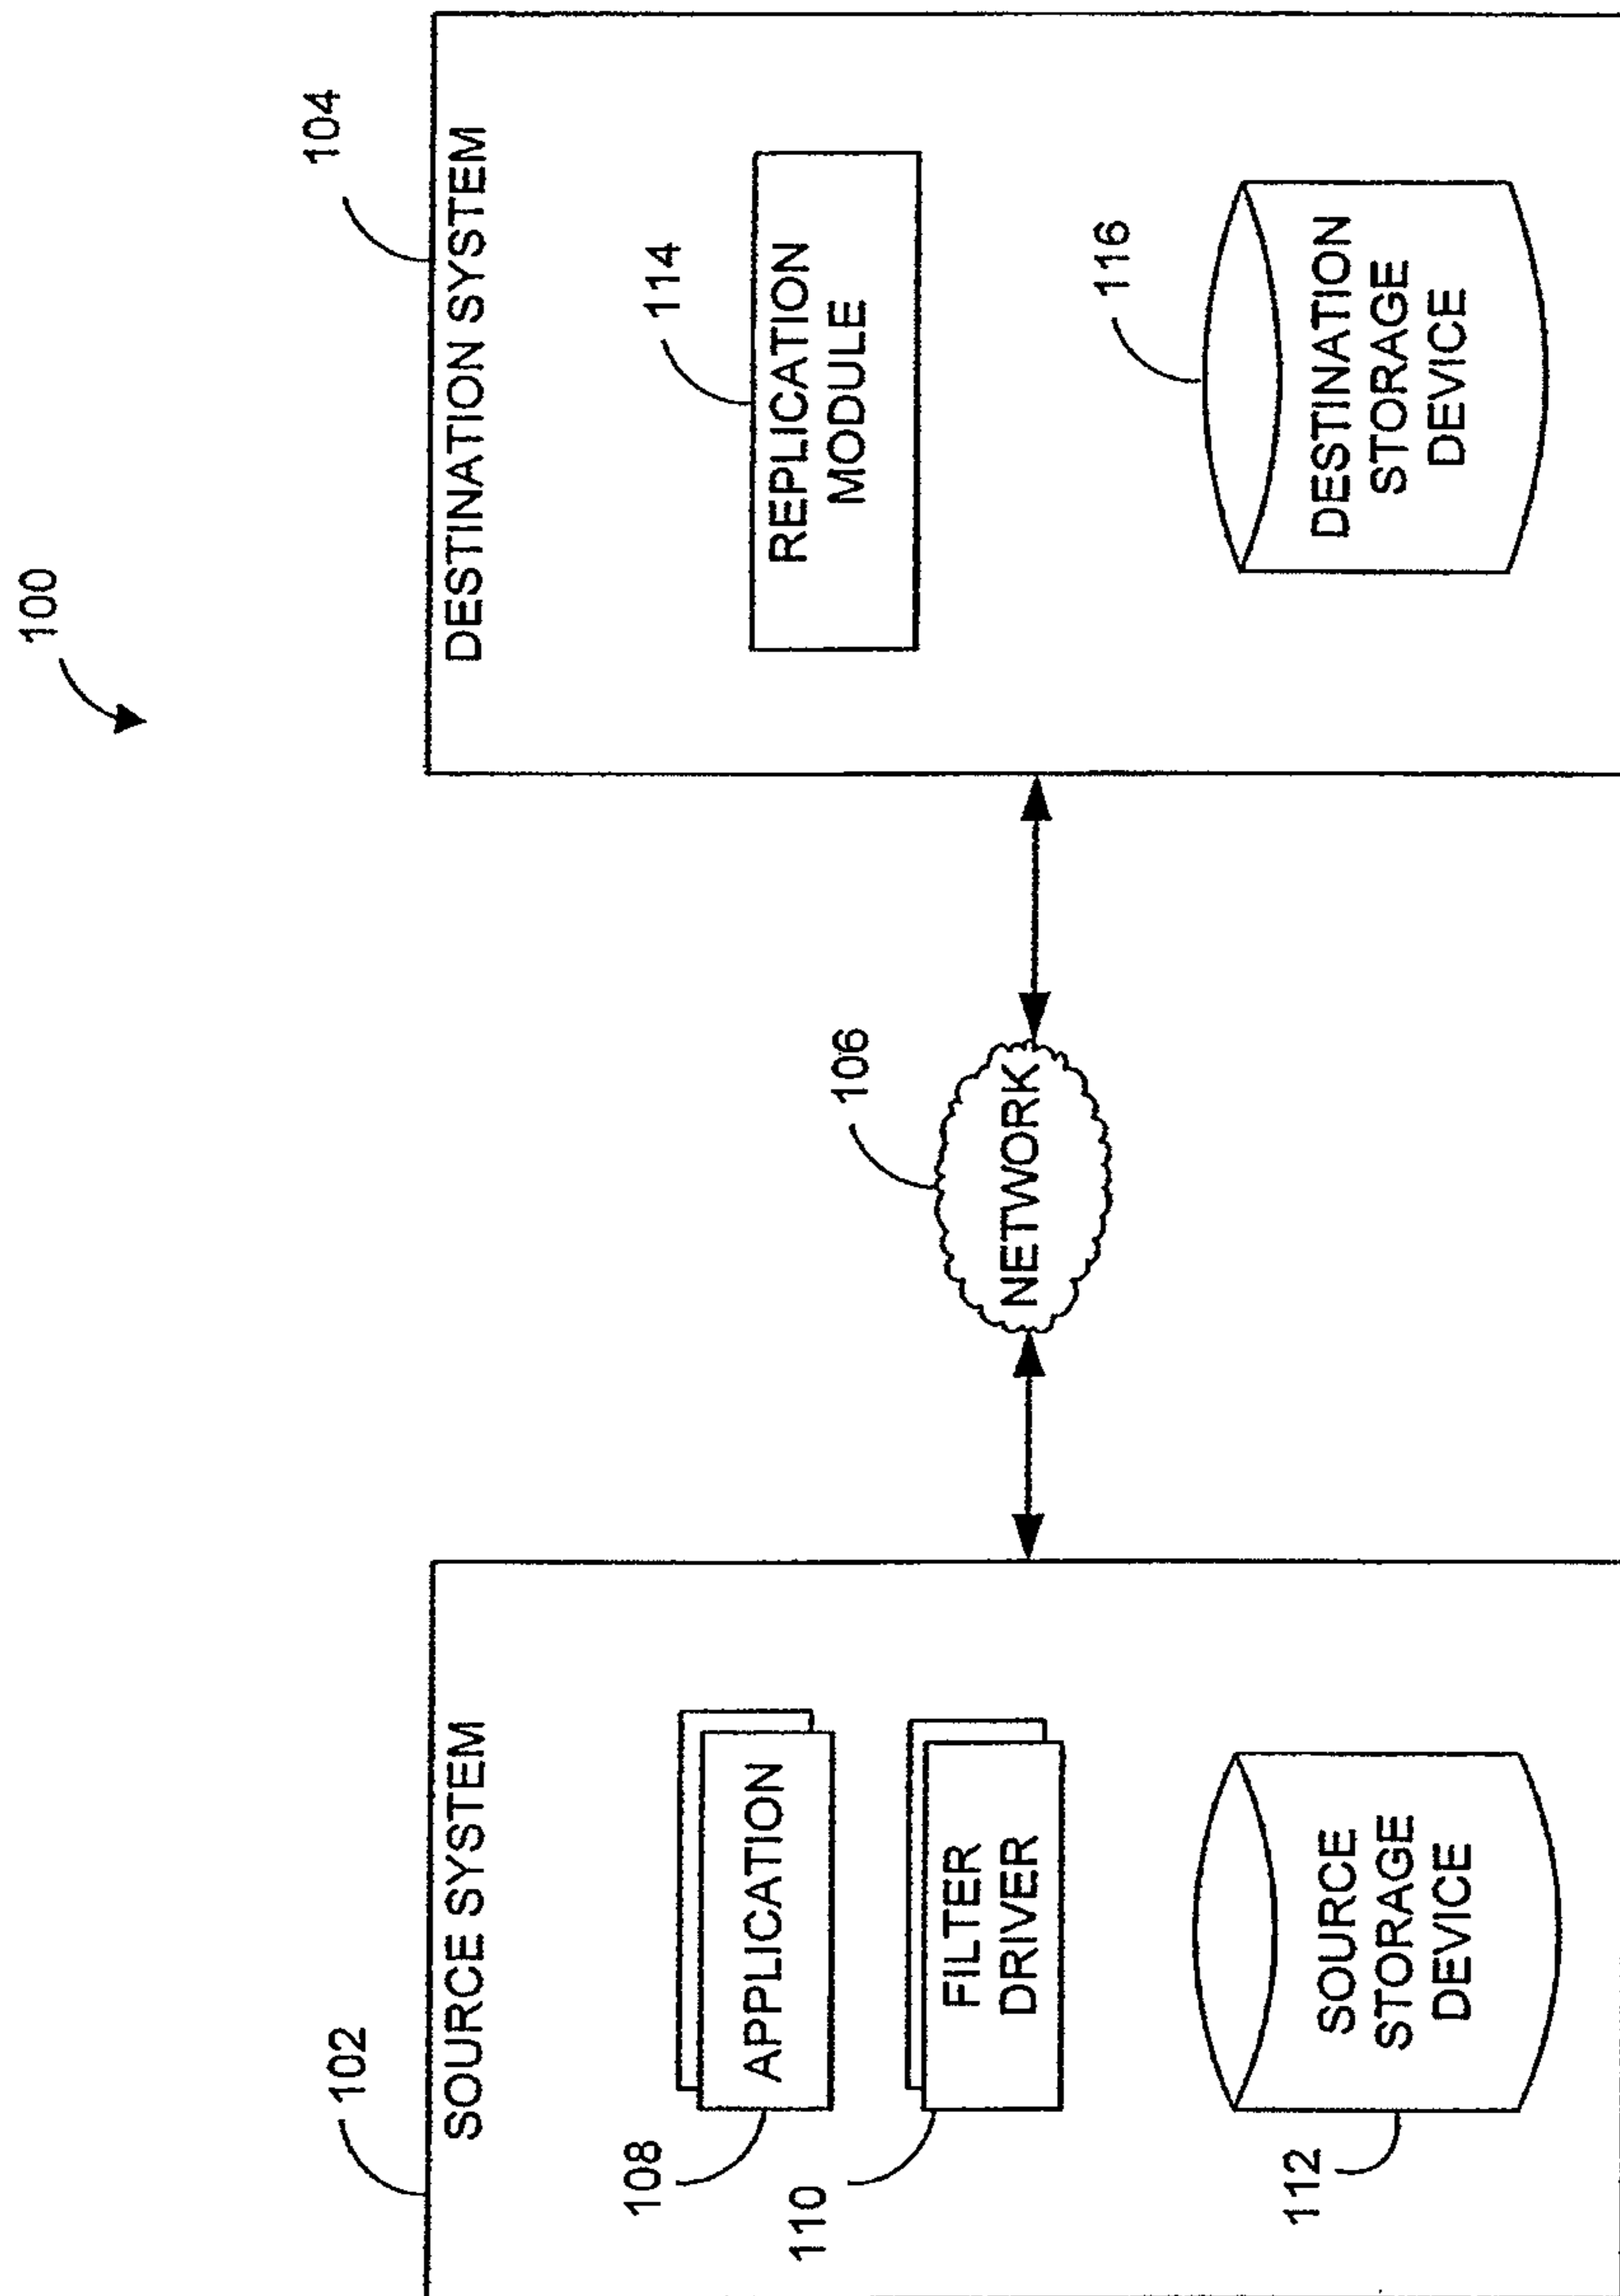 100
102
SOURCE SYSTEM
108
APPLICATION
110
FILTER
DRIVER
112
SOURCE
STORAGE
DEVICE
106
NETWORK
104
DESTINATION SYSTEM
114
REPLICATION
MODULE
116
DESTINATION
STORAGE
DEVICE